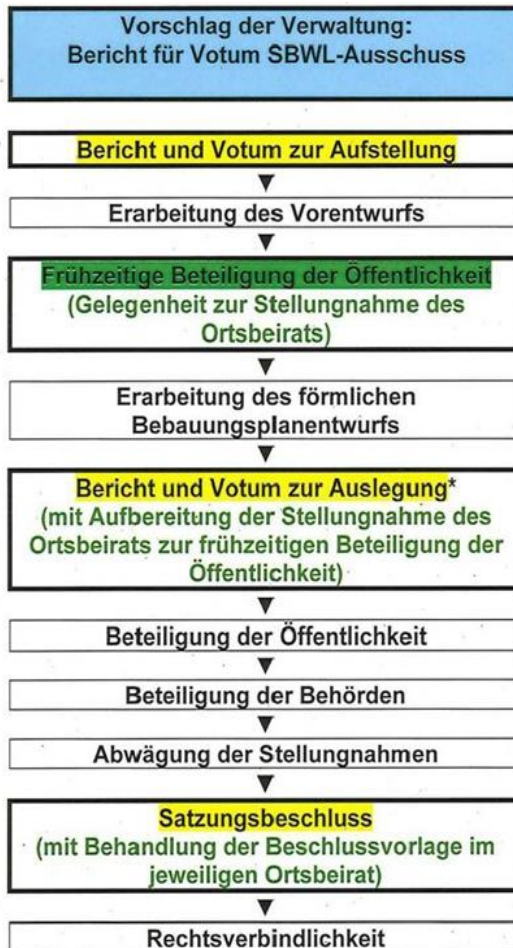 Vorschlag der Verwaltung:
Bericht für Votum SBWL-Ausschuss
Bericht und Votum zur Aufstellung
Erarbeitung des Vorentwurfs
Frühzeitige Beteiligung der Öffentlichkeit
(Gelegenheit zur Stellungnahme des
Ortsbeirats)
Erarbeitung des förmlichen
Bebauungsplanentwurfs
Bericht und Votum zur Auslegung*
(mit Aufbereitung der Stellungnahme des
Ortsbeirats zur frühzeitigen Beteiligung der
Öffentlichkeit)
Beteiligung der Öffentlichkeit
Beteiligung der Behörden
Abwägung der Stellungnahmen
Satzungsbeschluss
(mit Behandlung der Beschlussvorlage im
jeweiligen Ortsbeirat)
Rechtsverbindlichkeit